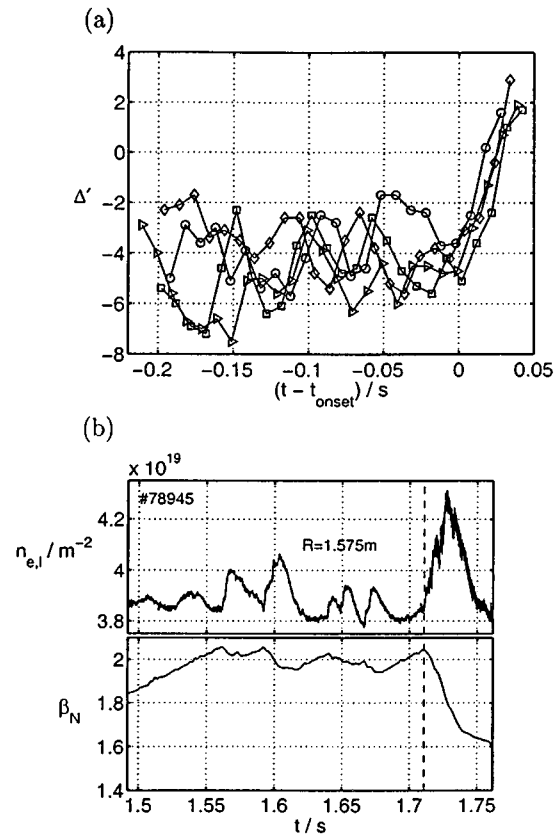 (a)
4
2
0
-2
-4
-6
-8
Δ′
-0.2 -0.15 -0.1 -0.05 0 0.05
(t − t_onset) / s
(b)
x 10^19
#78945
R=1.575m
n_e,l / m^-2
4.2
4
3.8
2
1.8
1.6
1.4
β_N
1.5 1.55 1.6 1.65 1.7 1.75
t / s